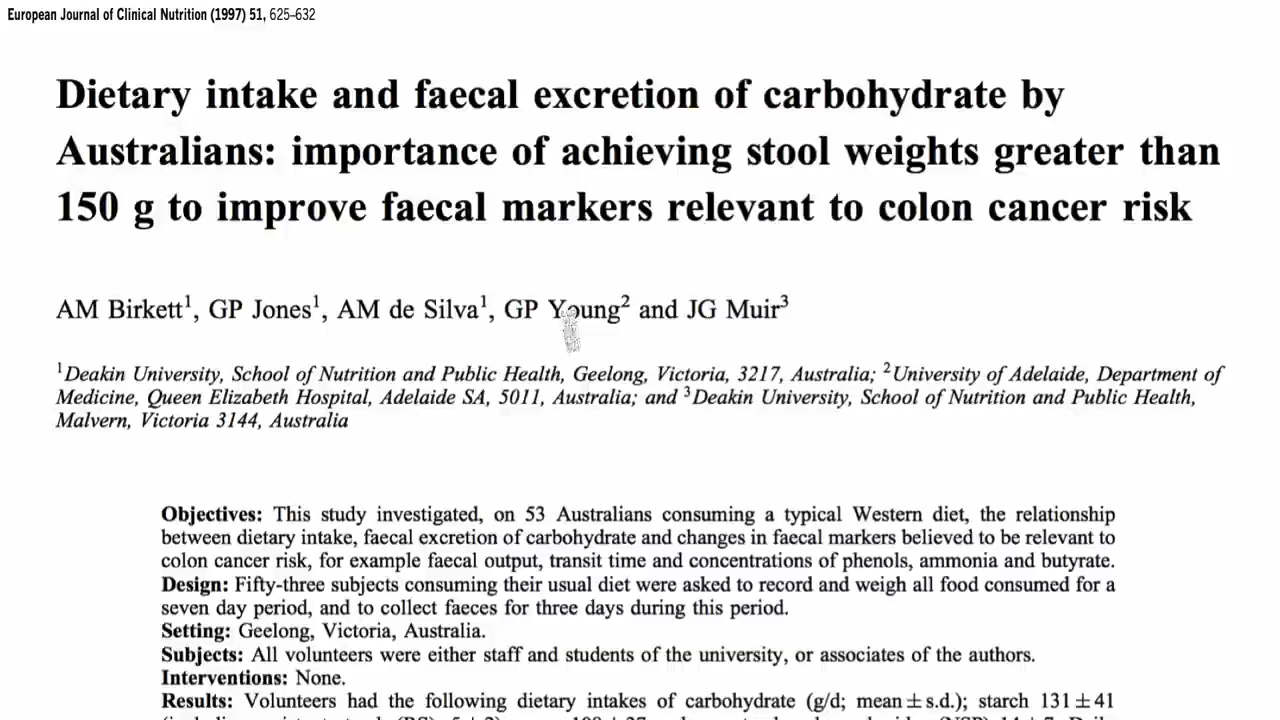 European Journal of Clinical Nutrition (1997) 51, 625–632
Dietary intake and faecal excretion of carbohydrate by
Australians: importance of achieving stool weights greater than
150 g to improve faecal markers relevant to colon cancer risk
AM Birkett1, GP Jones1, AM de Silva1, GP Young2 and JG Muir3
1Deakin University, School of Nutrition and Public Health, Geelong, Victoria, 3217, Australia; 2University of Adelaide, Department of
Medicine, Queen Elizabeth Hospital, Adelaide SA, 5011, Australia; and 3Deakin University, School of Nutrition and Public Health,
Malvern, Victoria 3144, Australia
Objectives: This study investigated, on 53 Australians consuming a typical Western diet, the relationship
between dietary intake, faecal excretion of carbohydrate and changes in faecal markers believed to be relevant to
colon cancer risk, for example faecal output, transit time and concentrations of phenols, ammonia and butyrate.
Design: Fifty-three subjects consuming their usual diet were asked to record and weigh all food consumed for a
seven day period, and to collect faeces for three days during this period.
Setting: Geelong, Victoria, Australia.
Subjects: All volunteers were either staff and students of the university, or associates of the authors.
Interventions: None.
Results: Volunteers had the following dietary intakes of carbohydrate (g/d; mean ± s.d.); starch 131 ± 41